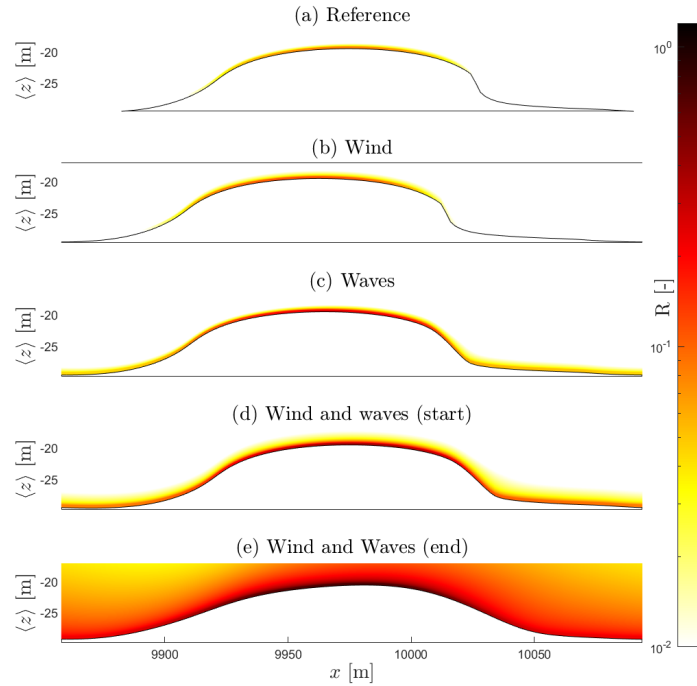 (a) Reference
⟨z⟩ [m]
-20
-25
(b) Wind
⟨z⟩ [m]
-20
-25
(c) Waves
⟨z⟩ [m]
-20
-25
(d) Wind and waves (start)
⟨z⟩ [m]
-20
-25
(e) Wind and Waves (end)
⟨z⟩ [m]
-20
-25
9900 9950 10000 10050
x [m]
10⁰
R [-]
10⁻¹
10⁻²